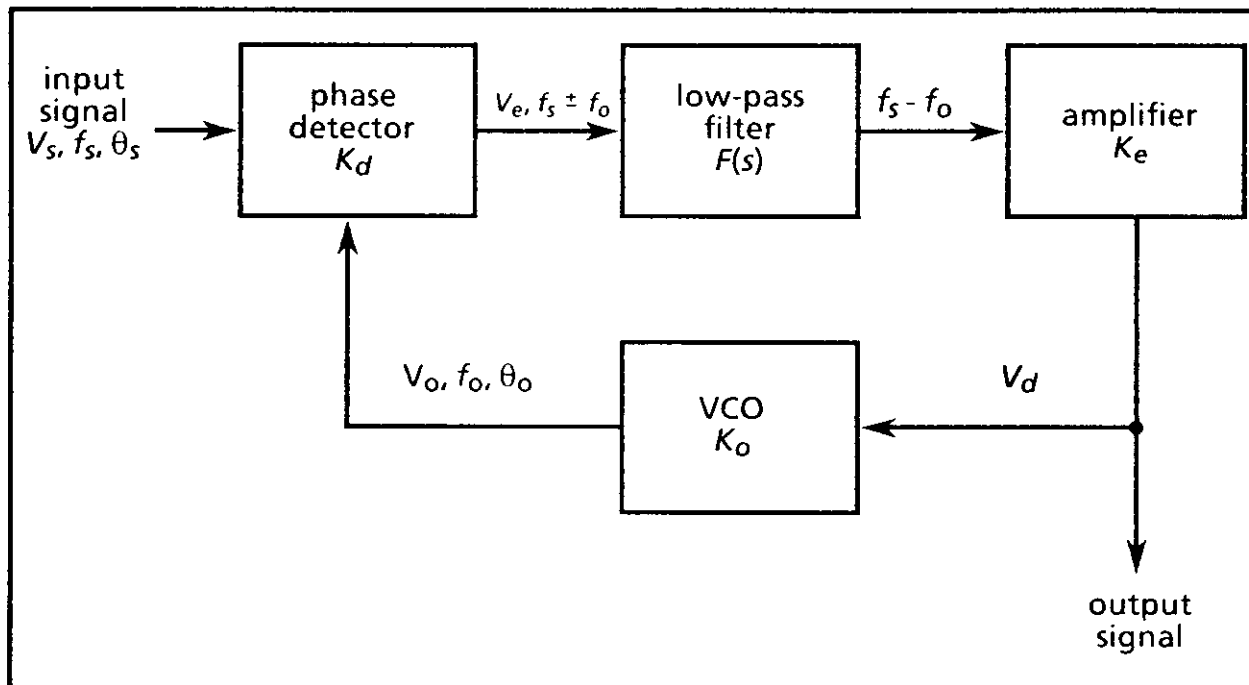 input
signal
Vs, fs, θs
phase
detector
Kd
Ve, fs ± fo
low-pass
filter
F(s)
fs - fo
amplifier
Ke
Vo, fo, θo
VCO
Ko
Vd
output
signal